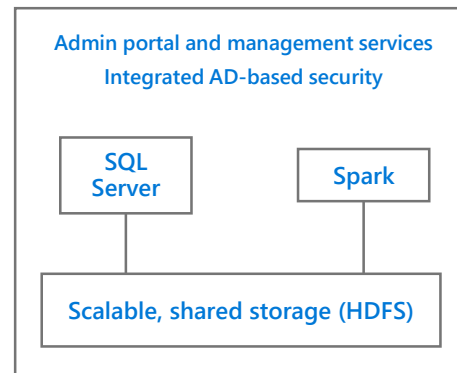 Admin portal and management services
Integrated AD-based security
SQL
Server
Spark
Scalable, shared storage (HDFS)